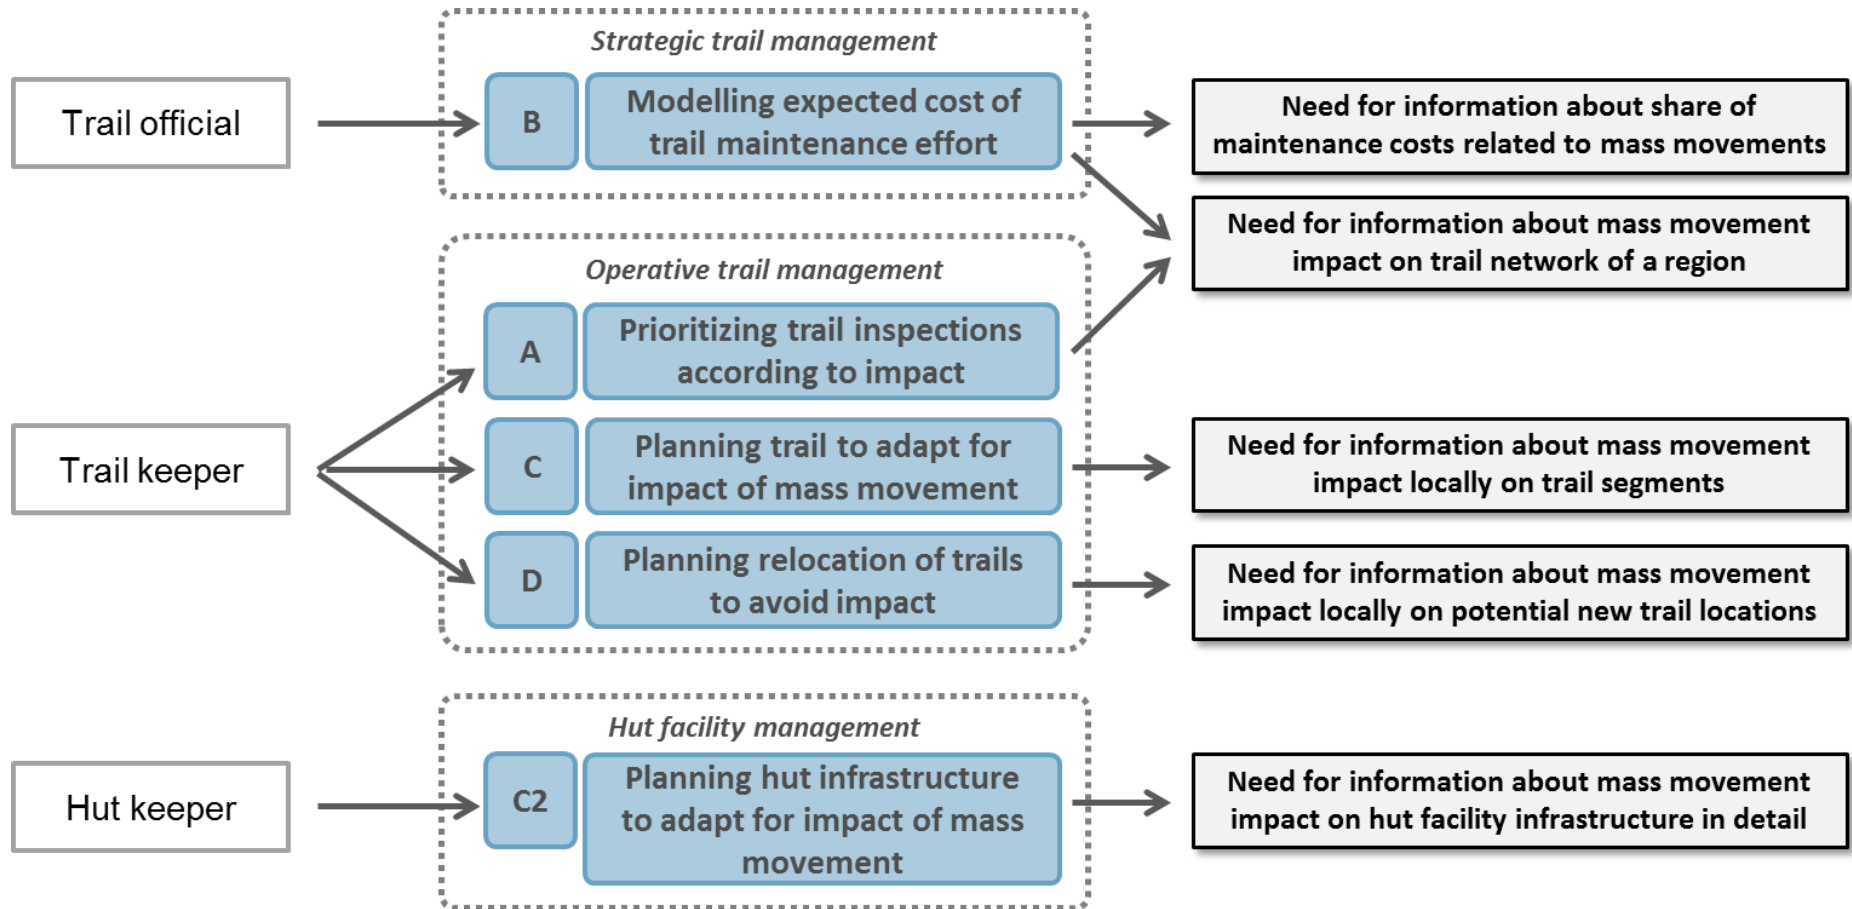 Strategic trail management
Trail official
B
Modelling expected cost of
trail maintenance effort
Need for information about share of
maintenance costs related to mass movements
Need for information about mass movement
impact on trail network of a region
Operative trail management
Trail keeper
A
Prioritizing trail inspections
according to impact
C
Planning trail to adapt for
impact of mass movement
Need for information about mass movement
impact locally on trail segments
D
Planning relocation of trails
to avoid impact
Need for information about mass movement
impact locally on potential new trail locations
Hut facility management
Hut keeper
C2
Planning hut infrastructure
to adapt for impact of mass
movement
Need for information about mass movement
impact on hut facility infrastructure in detail